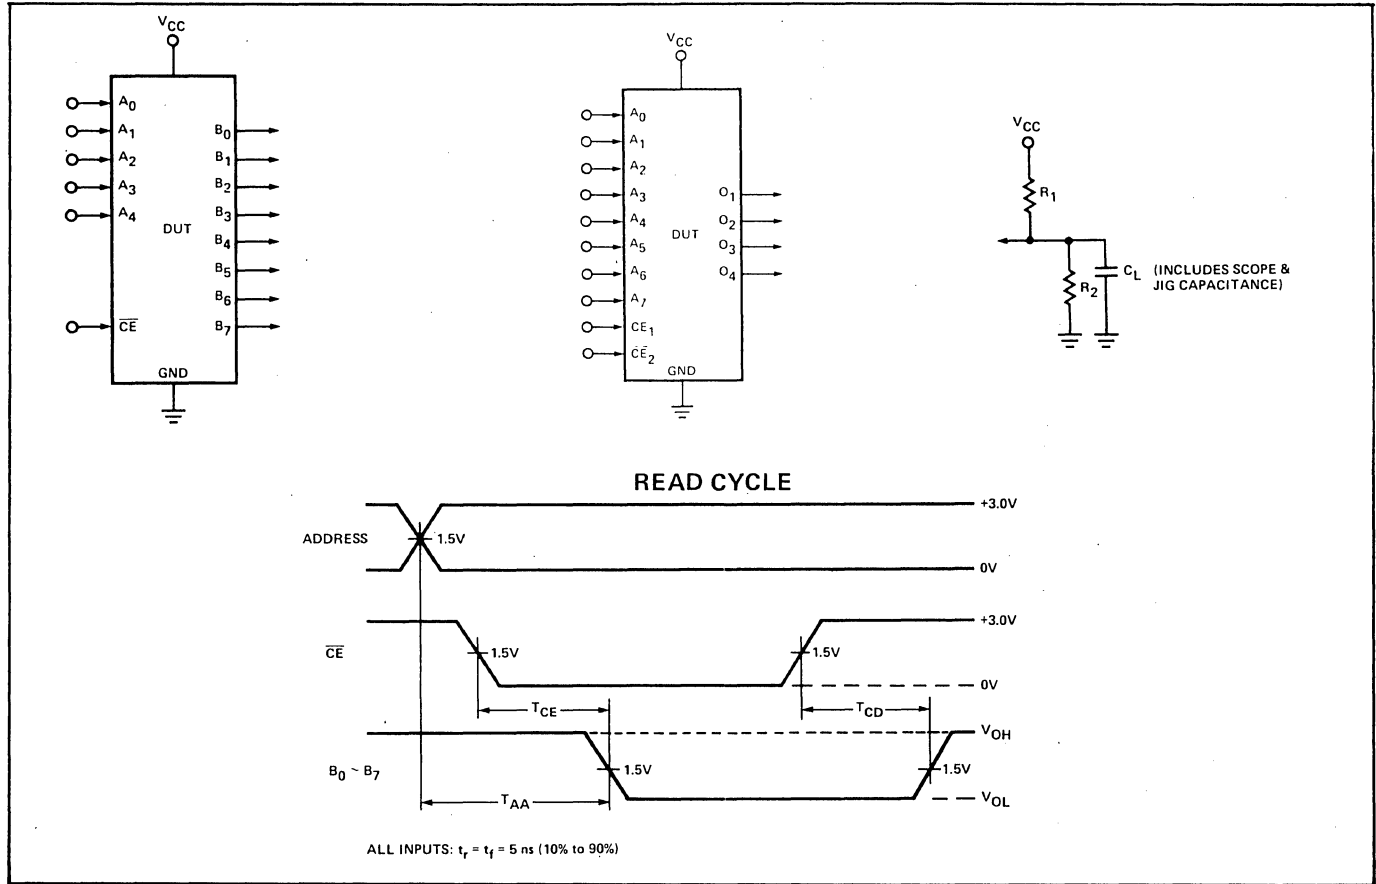 VCC
A0
A1
A2
A3
A4
CE
B0
B1
B2
B3
B4
B5
B6
B7
DUT
GND
VCC
A0
A1
A2
A3
A4
A5
A6
A7
CE1
CE2
O1
O2
O3
O4
DUT
GND
VCC
R1
R2
CL (INCLUDES SCOPE &
JIG CAPACITANCE)
READ CYCLE
ADDRESS
1.5V
+3.0V
0V
CE
1.5V
1.5V
+3.0V
0V
TCE
TCD
VOH
B0 ~ B7
1.5V
1.5V
TAA
VOL
ALL INPUTS: tr = tf = 5 ns (10% to 90%)